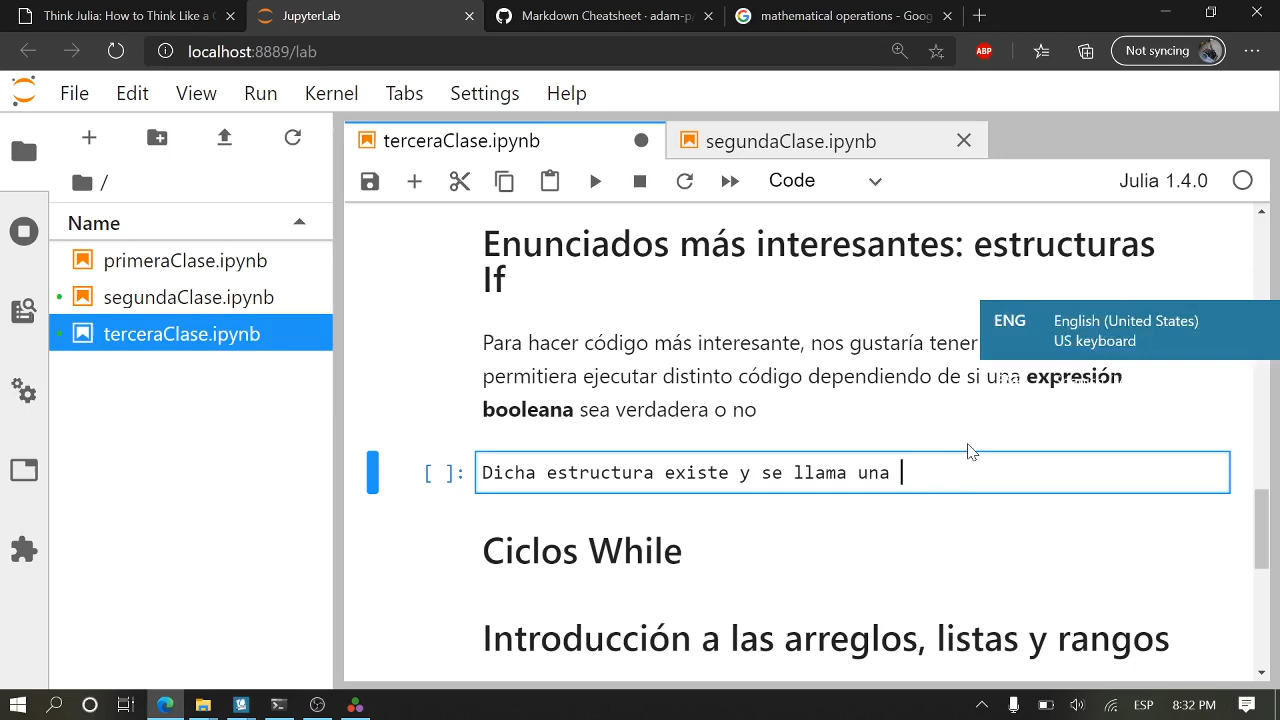 Think Julia: How to Think Like a C
JupyterLab
Markdown Cheatsheet · adam-p/
mathematical operations - Goog
localhost:8889/lab
ABP
Not syncing
File Edit View Run Kernel Tabs Settings Help
terceraClase.ipynb
segundaClase.ipynb
/
Code
Julia 1.4.0
Name
primeraClase.ipynb
segundaClase.ipynb
terceraClase.ipynb
Enunciados más interesantes: estructuras
If
Para hacer código más interesante, nos gustaría tener
permitiera ejecutar distinto código dependiendo de si una expresión
booleana sea verdadera o no
ENG English (United States)
US keyboard
[ ]: Dicha estructura existe y se llama una
Ciclos While
Introducción a las arreglos, listas y rangos
ESP 8:32 PM